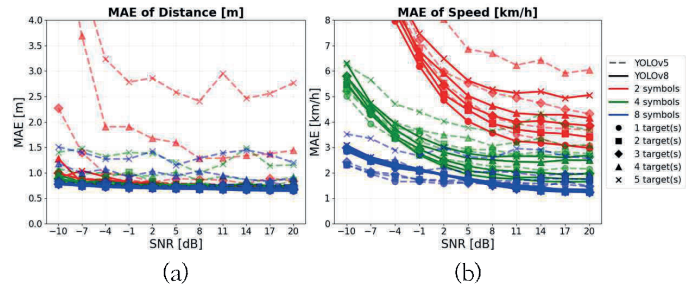 MAE of Distance [m]
MAE of Speed [km/h]
4.0
3.5
3.0
2.5
2.0
1.5
1.0
0.5
0.0
MAE [m]
−10 −7 −4 −1 2 5 8 11 14 17 20
SNR [dB]
(a)
8
7
6
5
4
3
2
1
0
MAE [km/h]
−10 −7 −4 −1 2 5 8 11 14 17 20
SNR [dB]
(b)
YOLOv5
YOLOv8
2 symbols
4 symbols
8 symbols
1 target(s)
2 target(s)
3 target(s)
4 target(s)
5 target(s)